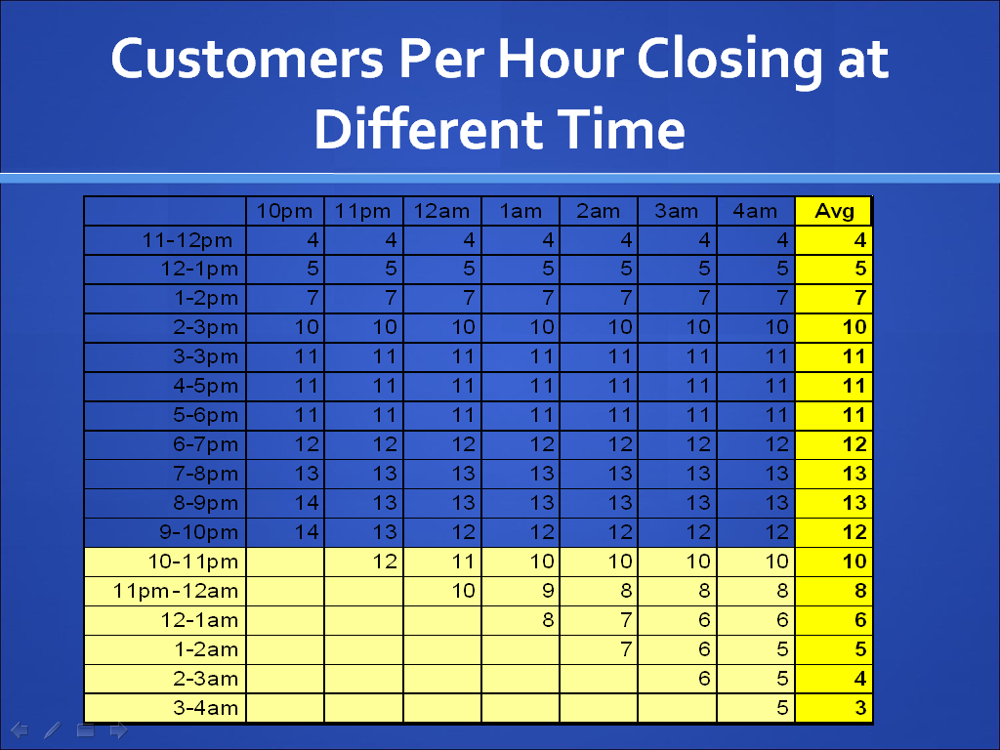 Customers Per Hour Closing at
Different Time
10pm 11pm 12am 1am 2am 3am 4am Avg
11-12pm 4 4 4 4 4 4 4 4
12-1pm 5 5 5 5 5 5 5 5
1-2pm 7 7 7 7 7 7 7 7
2-3pm 10 10 10 10 10 10 10 10
3-3pm 11 11 11 11 11 11 11 11
4-5pm 11 11 11 11 11 11 11 11
5-6pm 11 11 11 11 11 11 11 11
6-7pm 12 12 12 12 12 12 12 12
7-8pm 13 13 13 13 13 13 13 13
8-9pm 14 13 13 13 13 13 13 13
9-10pm 14 13 12 12 12 12 12 12
10-11pm 12 11 10 10 10 10 10
11pm-12am 10 9 8 8 8 8
12-1am 8 7 6 6 6
1-2am 7 6 5 5
2-3am 6 5 4
3-4am 5 3